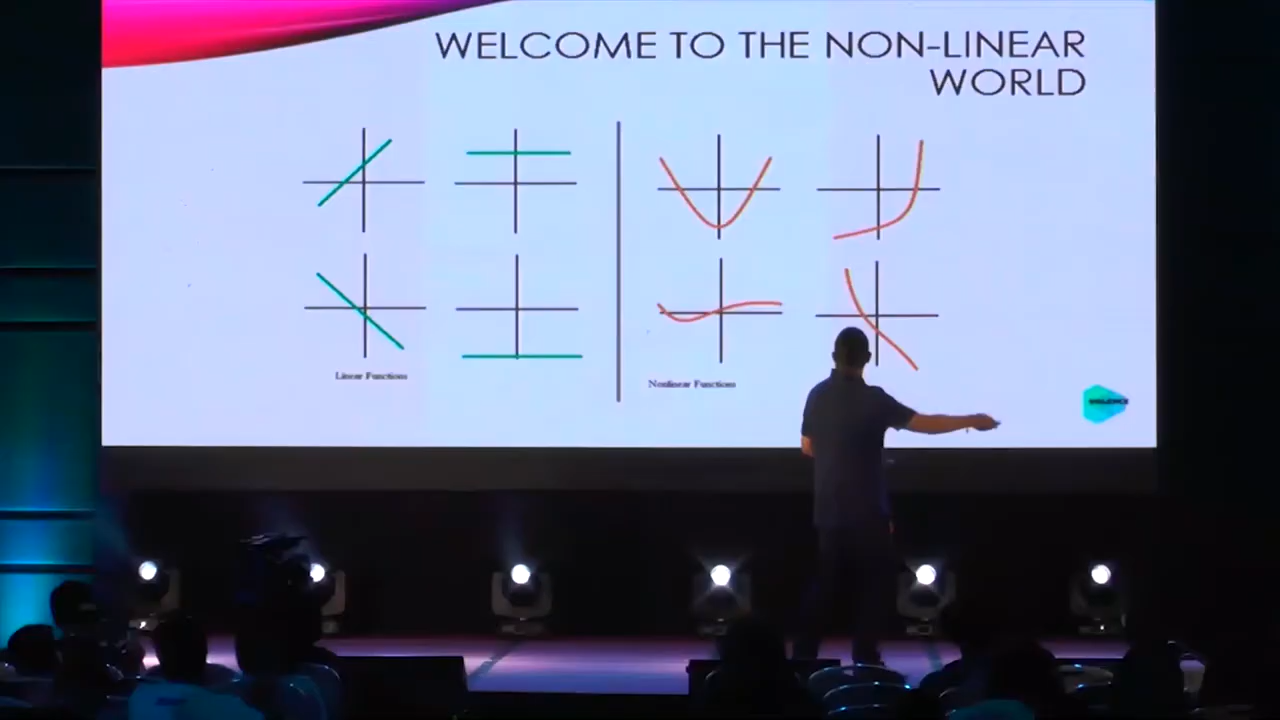 WELCOME TO THE NON-LINEAR
WORLD
Linear Functions
Nonlinear Functions